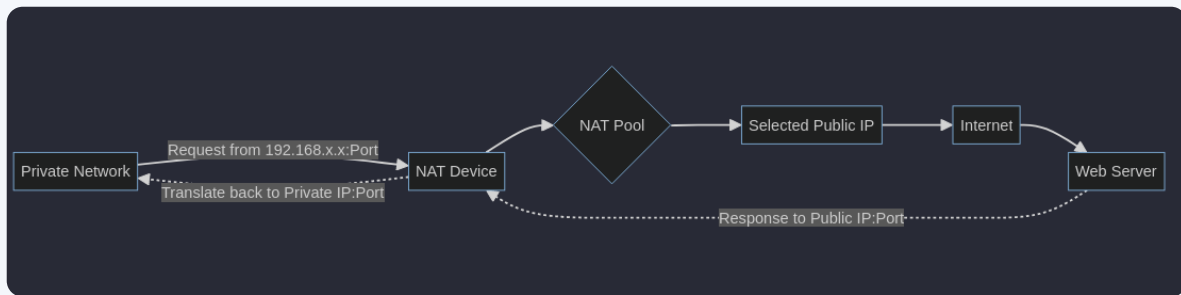 Private Network
Request from 192.168.x.x:Port
Translate back to Private IP:Port
NAT Device
NAT Pool
Selected Public IP
Internet
Web Server
Response to Public IP:Port